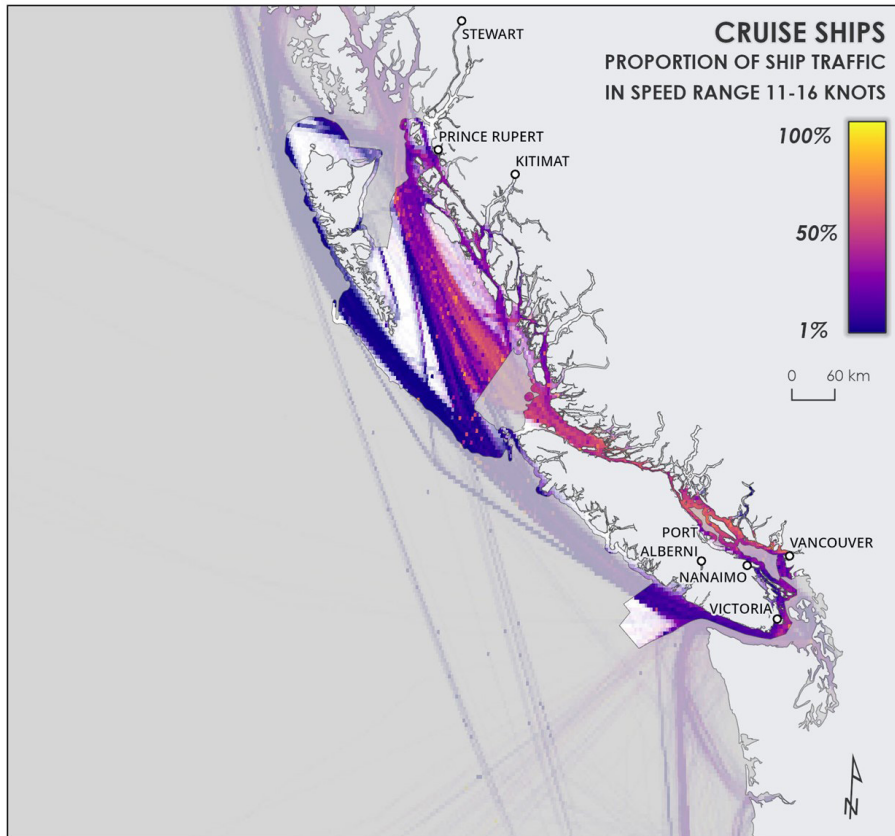 CRUISE SHIPS
PROPORTION OF SHIP TRAFFIC
IN SPEED RANGE 11-16 KNOTS
100%
50%
1%
0 60 km
STEWART
PRINCE RUPERT
KITIMAT
PORT
ALBERNI
VANCOUVER
NANAIMO
VICTORIA
N